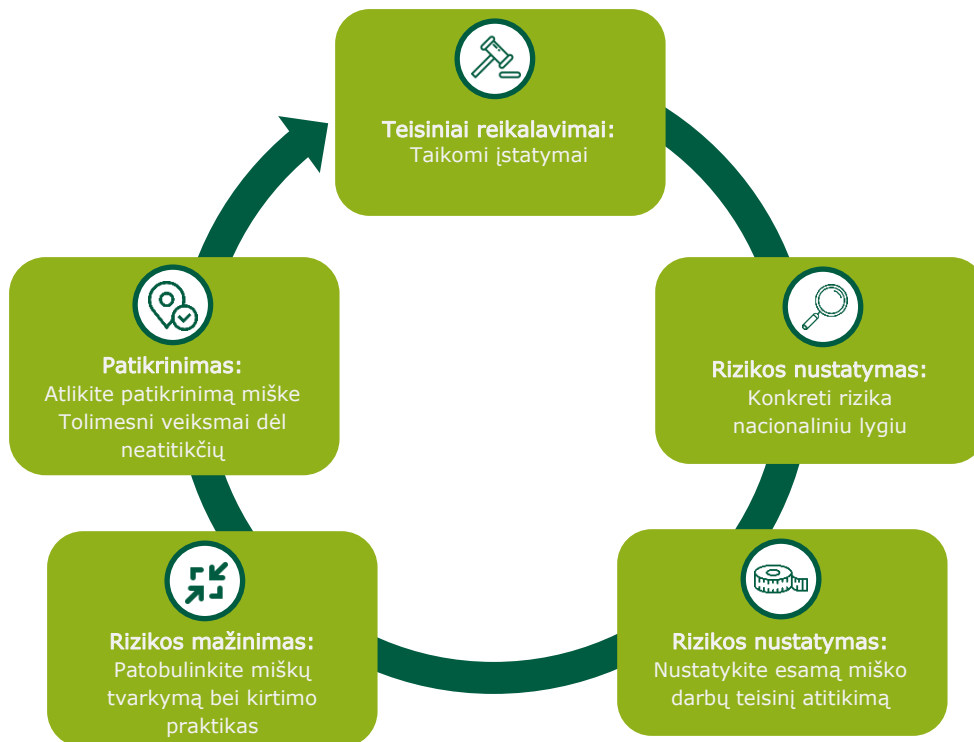 Teisiniai reikalavimai:
Taikomi įstatymai
Rizikos nustatymas:
Konkreti rizika
nacionaliniu lygiu
Rizikos nustatymas:
Nustatykite esamą miško
darbų teisinį atitikimą
Rizikos mažinimas:
Patobulinkite miškų
tvarkymą bei kirtimo
praktikas
Patikrinimas:
Atlikite patikrinimą miške
Tolimesni veiksmai dėl
neatitikčių